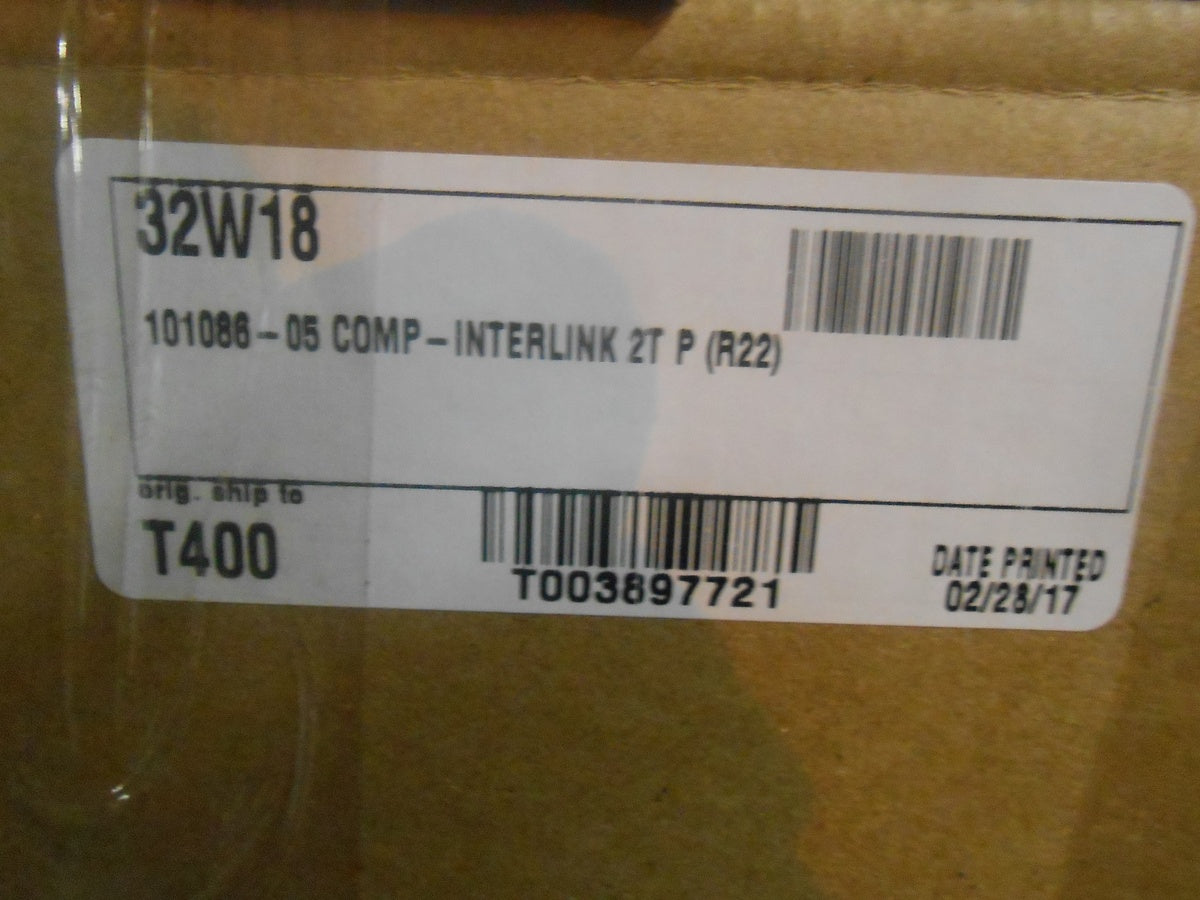 32W18
101086-05 COMP-INTERLINK 2T P (R22)
orig. ship to
T400
T003897721
DATE PRINTED
02/28/17